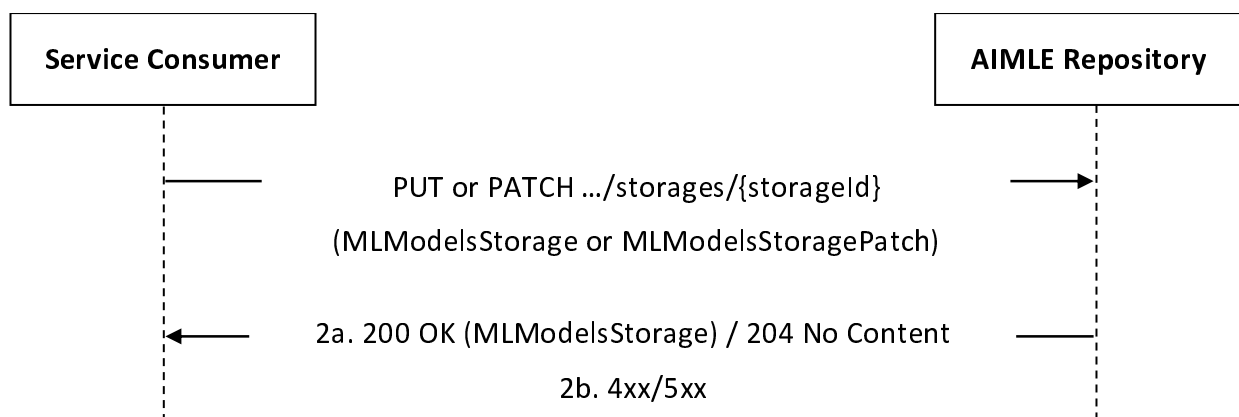 Service Consumer
AIMLE Repository
PUT or PATCH …/storages/{storageId}
(MLModelsStorage or MLModelsStoragePatch)
2a. 200 OK (MLModelsStorage) / 204 No Content
2b. 4xx/5xx